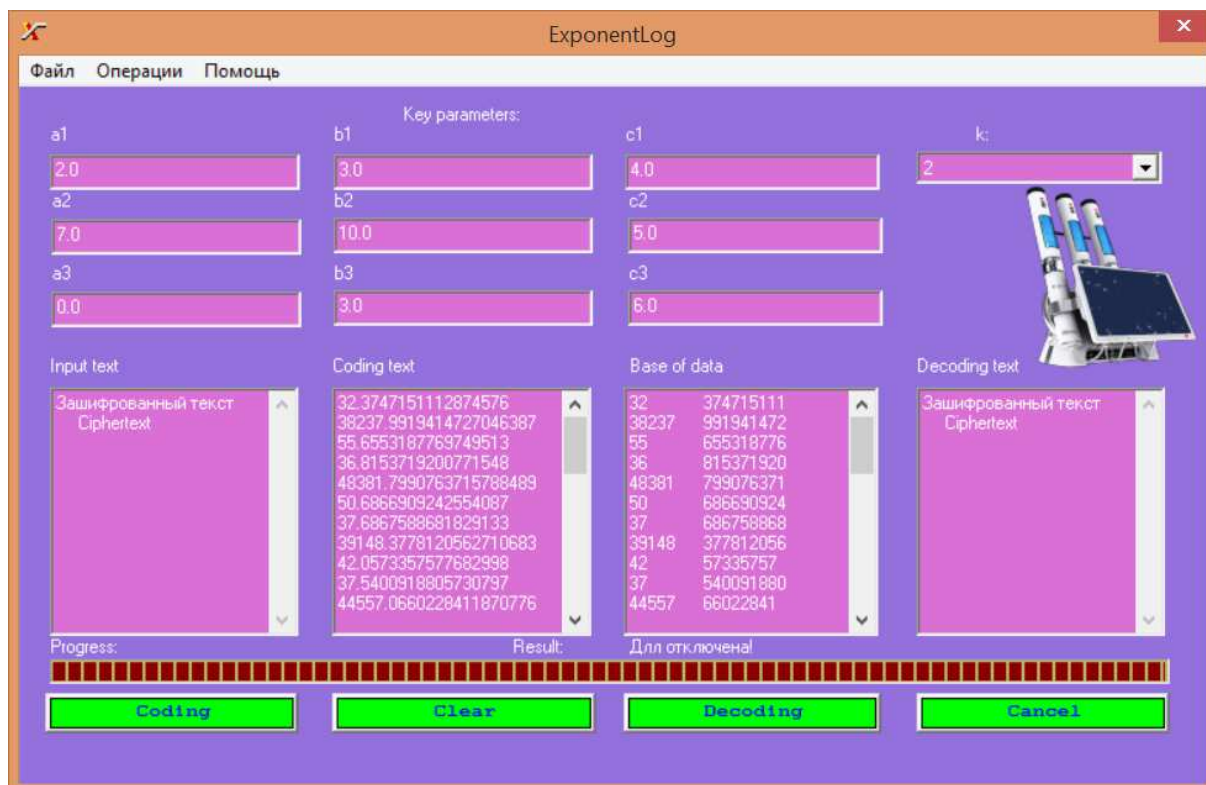 ExponentLog
Файл Операции Помощь
Key parameters:
a1 b1 c1 k:
2.0 3.0 4.0 2
a2 b2 c2
7.0 10.0 5.0
a3 b3 c3
0.0 3.0 6.0
Input text Coding text Base of data Decoding text
Зашифрованный текст
Ciphertext
32.3747151112874576
38237.9919414727046387
55.6553187769749513
36.8153719200771548
48381.7990763715788489
50.6866909242554087
37.6867588681829133
39148.3778120562710683
42.0573357577682998
37.5400918805730797
44557.0660228411870776
32 374715111
38237 991941472
55 655318776
36 815371920
48381 799076371
50 686690924
37 686758868
39148 377812056
42 57335757
37 540091880
44557 66022841
Зашифрованный текст
Ciphertext
Progress: Result: Длл отключена!
Coding Clear Decoding Cancel